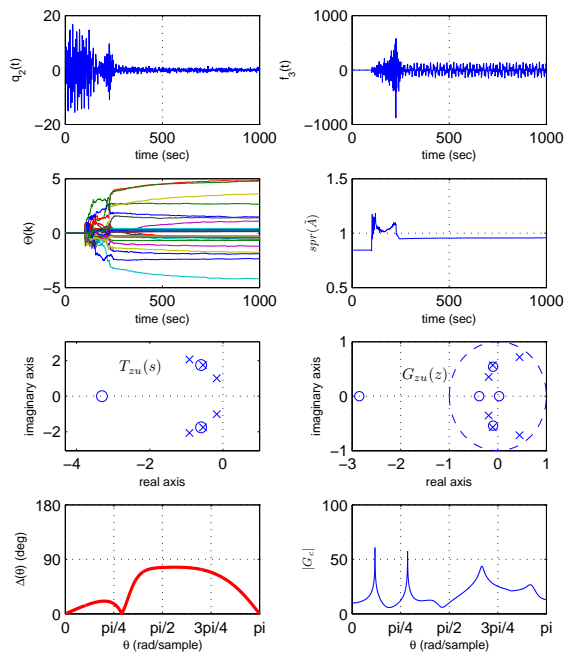 20
0
−20
q2(t)
0 500 1000
time (sec)
1000
0
−1000
f3(t)
0 500 1000
time (sec)
5
0
−5
Θ(k)
0 500 1000
time (sec)
1.5
1
0.5
spr(Ã)
0 500 1000
time (sec)
2
0
−2
imaginary axis
Tzu(s)
−4 −2 0
real axis
1
0
−1
imaginary axis
Gzu(z)
−3 −2 −1 0 1
real axis
180
90
0
Δ(θ) (deg)
0 pi/4 pi/2 3pi/4 pi
θ (rad/sample)
100
50
0
|Gc|
0 pi/4 pi/2 3pi/4 pi
θ (rad/sample)